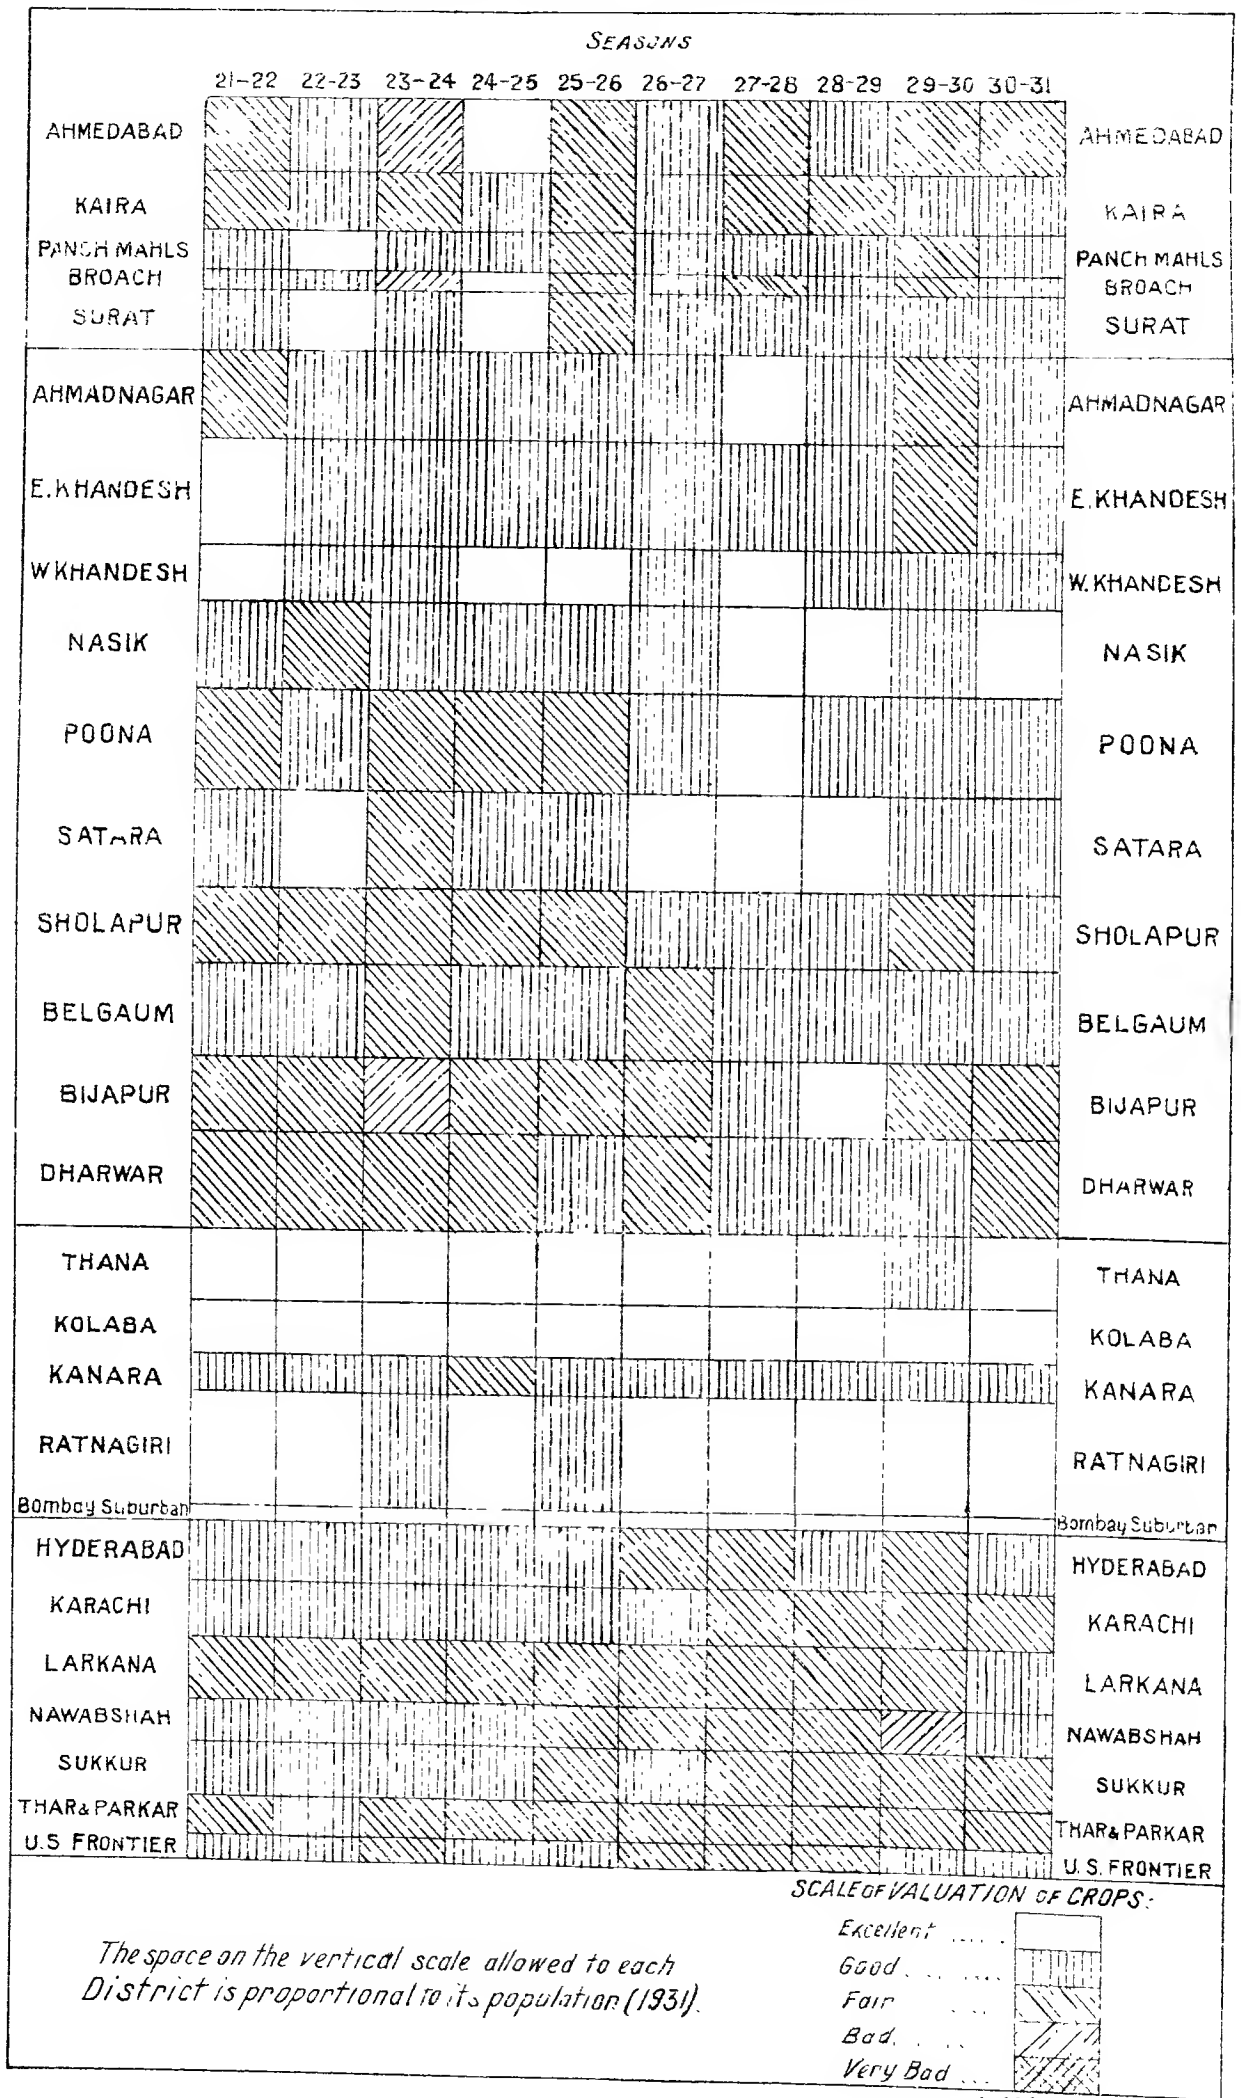 SEASONS
21-22 22-23 23-24 24-25 25-26 26-27 27-28 28-29 29-30 30-31
AHMEDABAD AHMEDABAD
KAIRA KAIRA
PANCH MAHLS PANCH MAHLS
BROACH BROACH
SURAT SURAT
AHMADNAGAR AHMADNAGAR
E.KHANDESH E.KHANDESH
W.KHANDESH W.KHANDESH
NASIK NASIK
POONA POONA
SATARA SATARA
SHOLAPUR SHOLAPUR
BELGAUM BELGAUM
BIJAPUR BIJAPUR
DHARWAR DHARWAR
THANA THANA
KOLABA KOLABA
KANARA KANARA
RATNAGIRI RATNAGIRI
Bombay Suburban Bombay Suburban
HYDERABAD HYDERABAD
KARACHI KARACHI
LARKANA LARKANA
NAWABSHAH NAWABSHAH
SUKKUR SUKKUR
THAR & PARKAR THAR & PARKAR
U.S FRONTIER U.S. FRONTIER
The space on the vertical scale allowed to each
District is proportional to its population (1931).
SCALE OF VALUATION OF CROPS:
Excellent .....
Good .......
Fair ....
Bad. ....
Very Bad ...